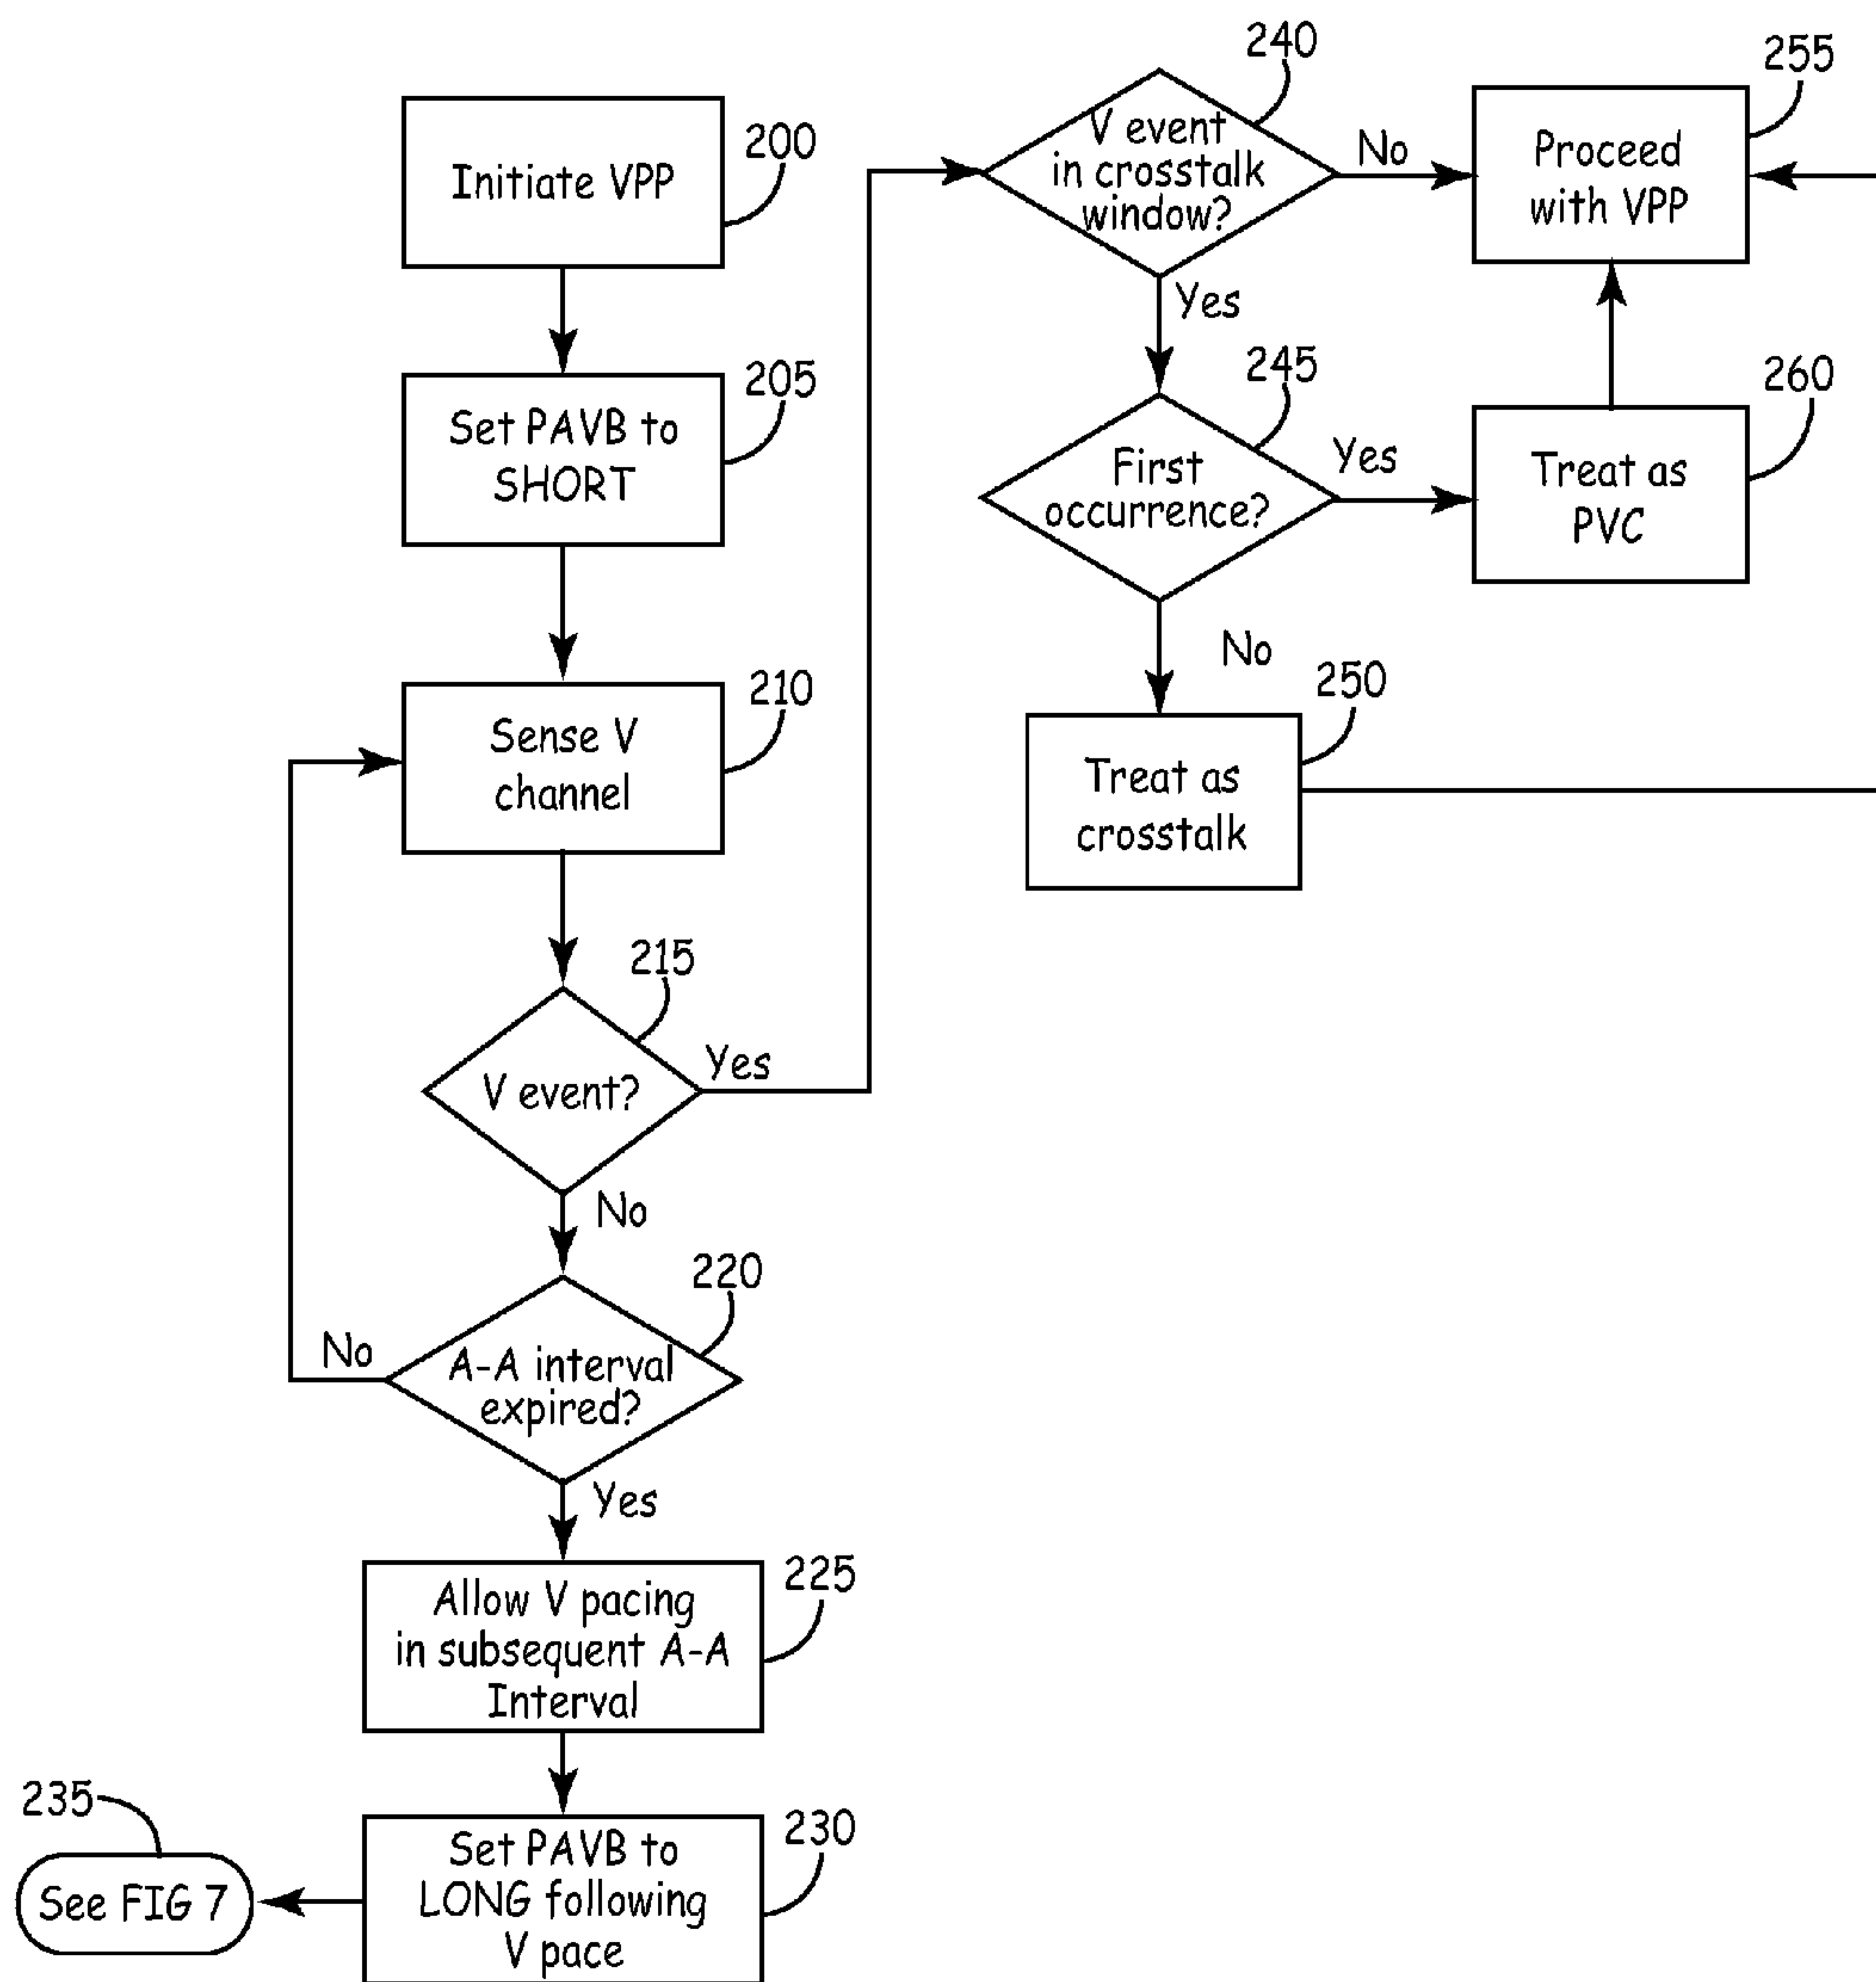 200
Initiate VPP
205
Set PAVB to
SHORT
210
Sense V
channel
215
V event?
Yes
No
220
A-A interval
expired?
No
Yes
225
Allow V pacing
in subsequent A-A
Interval
230
Set PAVB to
LONG following
V pace
235
See FIG 7
240
V event
in crosstalk
window?
No
Yes
245
First
occurrence?
Yes
No
250
Treat as
crosstalk
255
Proceed
with VPP
260
Treat as
PVC